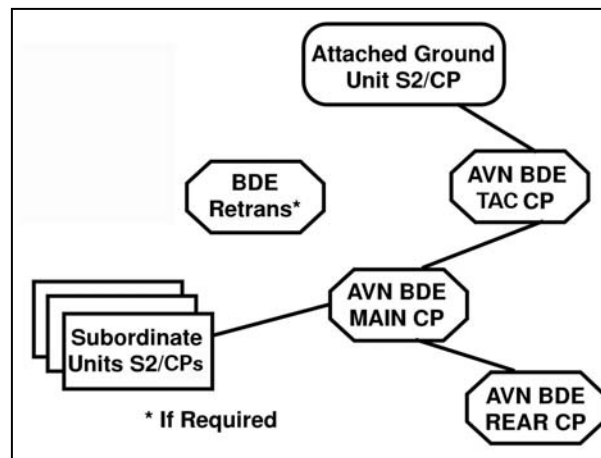 Attached Ground
Unit S2/CP
BDE
Retrans*
AVN BDE
TAC CP
AVN BDE
MAIN CP
Subordinate
Units S2/CPs
* If Required
AVN BDE
REAR CP